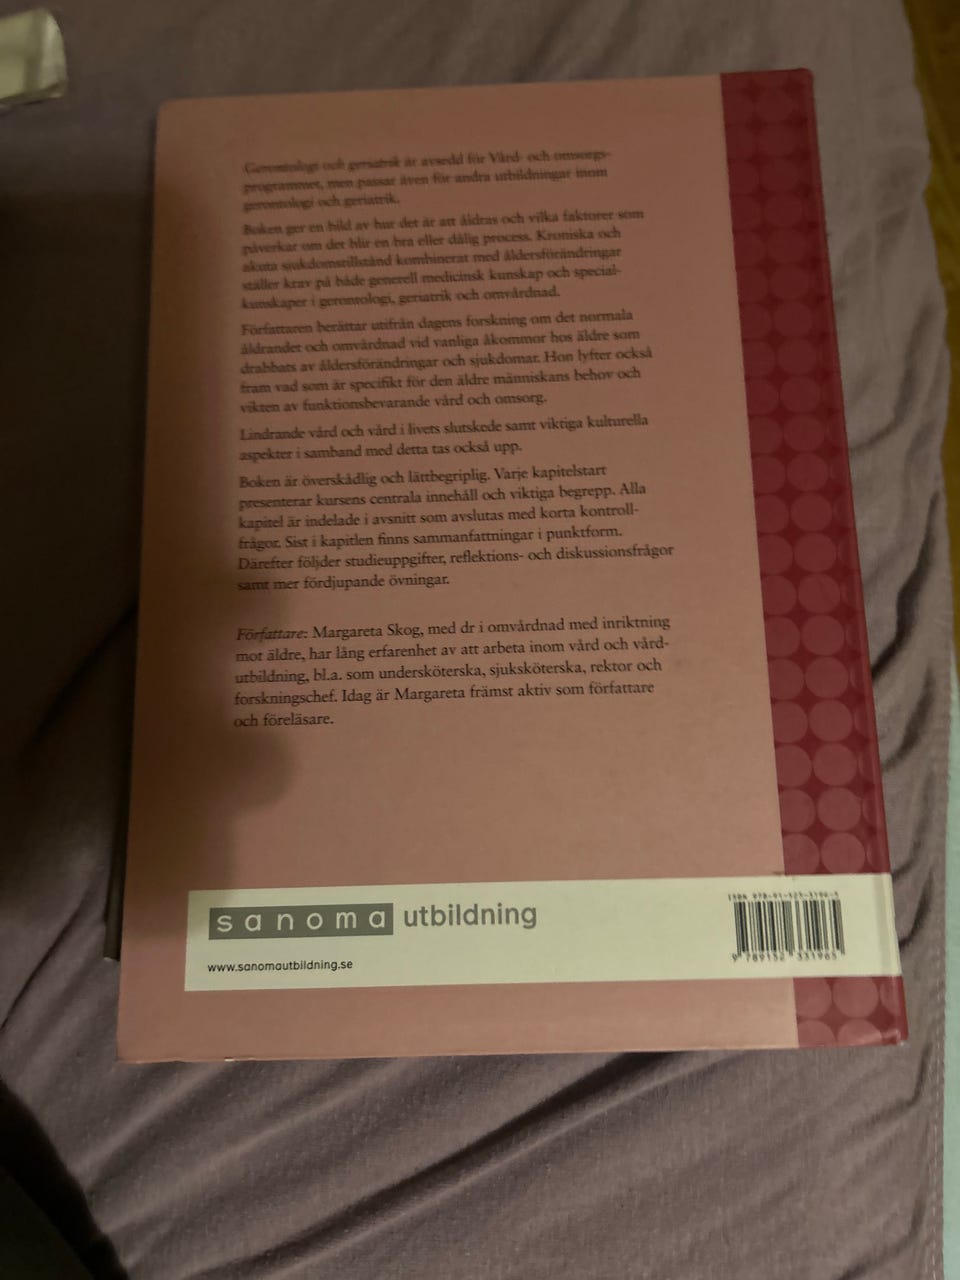 Gerontologi och geriatrik är avsedd för Vård- och omsorgs-
programmet, men passar även för andra utbildningar inom
gerontologi och geriatrik.
Boken ger en bild av hur det är att åldras och vilka faktorer som
påverkar om det blir en bra eller dålig process. Kroniska och
akuta sjukdomstillstånd kombinerat med åldersförändringar
ställer krav på både generell medicinsk kunskap och special-
kunskaper i gerontologi, geriatrik och omvårdnad.
Författaren berättar utifrån dagens forskning om det normala
åldrandet och omvårdnad vid vanliga åkommor hos äldre som
drabbats av åldersförändringar och sjukdomar. Hon lyfter också
fram vad som är specifikt för den äldre människans behov och
vikten av funktionsbevarande vård och omsorg.
Lindrande vård och vård i livets slutskede samt viktiga kulturella
aspekter i samband med detta tas också upp.
Boken är överskådlig och lättbegriplig. Varje kapitelstart
presenterar kursens centrala innehåll och viktiga begrepp. Alla
kapitel är indelade i avsnitt som avslutas med korta kontroll-
frågor. Sist i kapitlen finns sammanfattningar i punktform.
Därefter följder studieuppgifter, reflektions- och diskussionsfrågor
samt mer fördjupande övningar.
Författare: Margareta Skog, med dr i omvårdnad med inriktning
mot äldre, har lång erfarenhet av att arbeta inom vård och vård-
utbildning, bl.a. som undersköterska, sjuksköterska, rektor och
forskningschef. Idag är Margareta främst aktiv som författare
och föreläsare.
sanoma utbildning
www.sanomautbildning.se
ISBN 978-91-523-3196-5
9 789152 331965